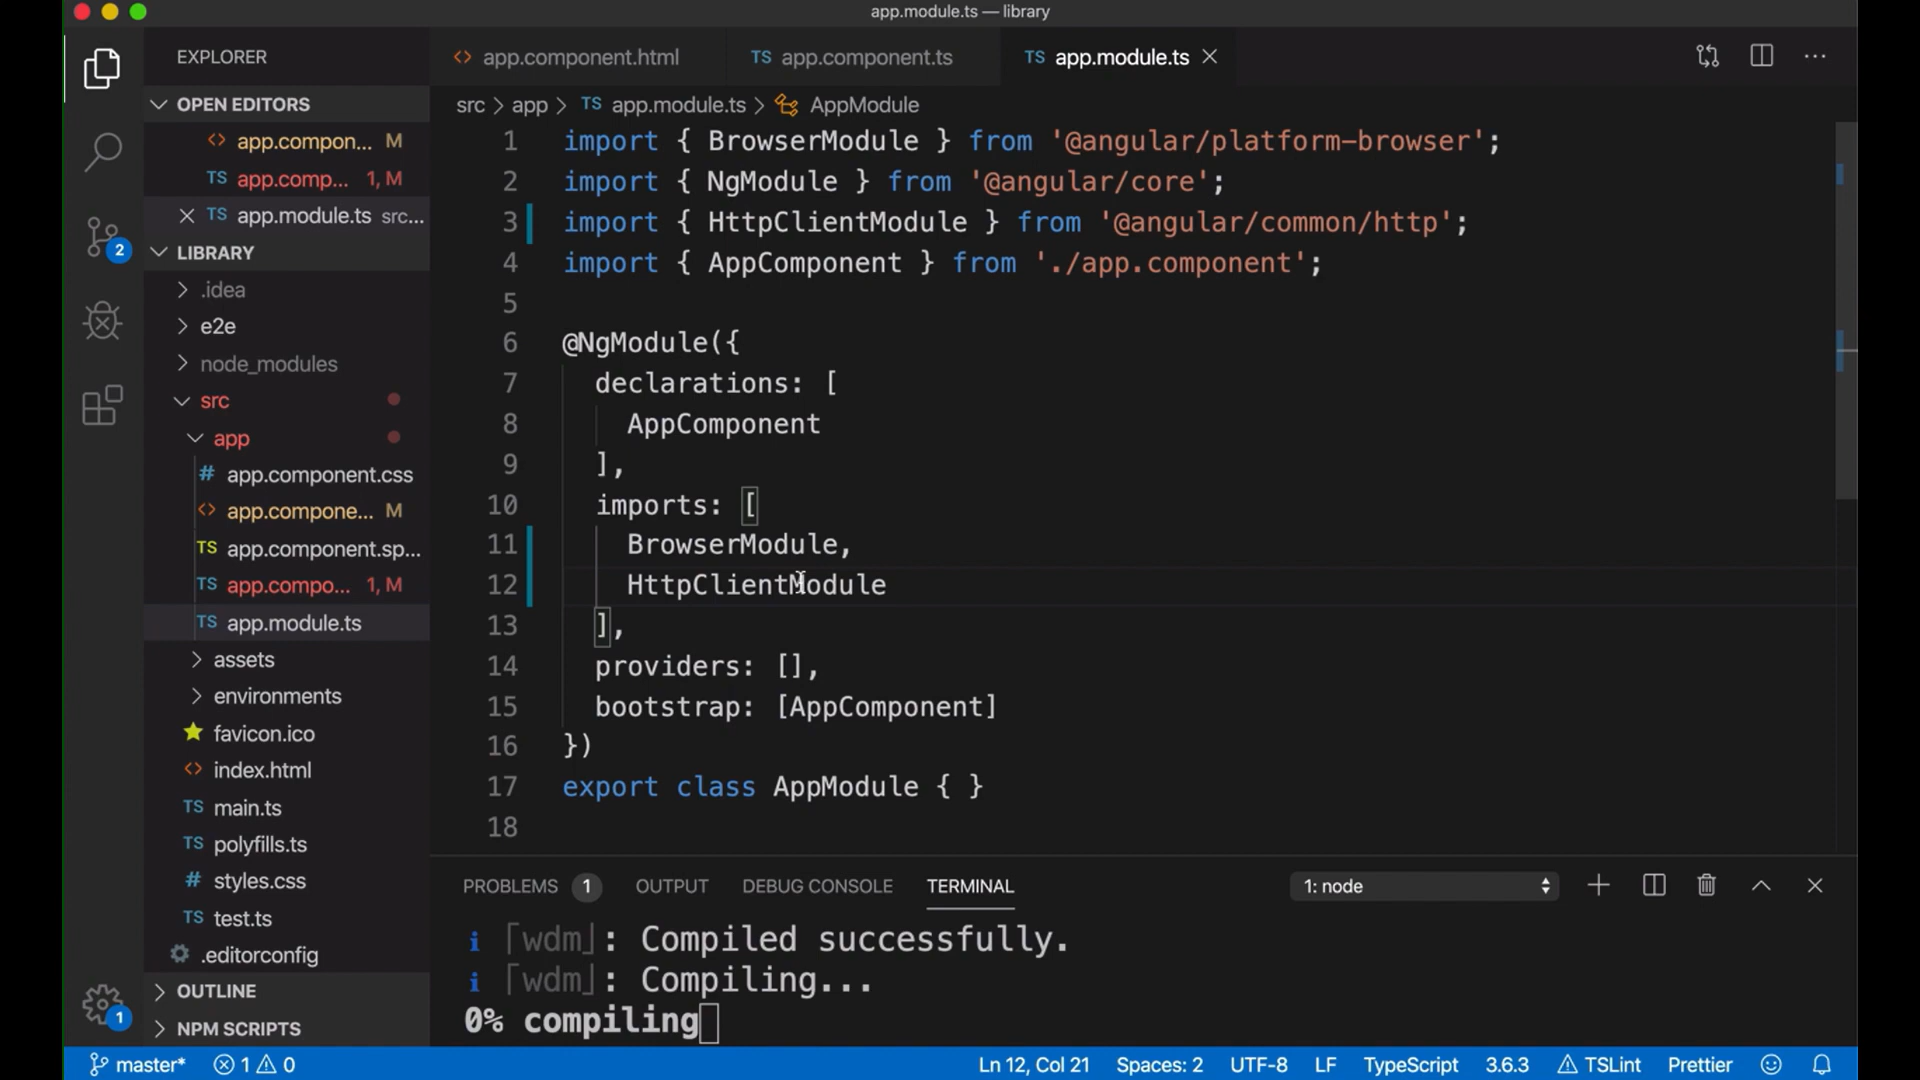 app.module.ts — library
EXPLORER
OPEN EDITORS
<> app.compon... M
TS app.comp... 1, M
TS app.module.ts src...
LIBRARY
.idea
e2e
node_modules
src
app
# app.component.css
<> app.compone... M
TS app.component.sp...
TS app.compo... 1, M
TS app.module.ts
assets
environments
favicon.ico
<> index.html
TS main.ts
TS polyfills.ts
# styles.css
TS test.ts
.editorconfig
OUTLINE
NPM SCRIPTS
2
1
<> app.component.html
TS app.component.ts
TS app.module.ts
src > app > TS app.module.ts > AppModule
1 import { BrowserModule } from '@angular/platform-browser';
2 import { NgModule } from '@angular/core';
3 import { HttpClientModule } from '@angular/common/http';
4 import { AppComponent } from './app.component';
5
6 @NgModule({
7 declarations: [
8 AppComponent
9 ],
10 imports: [
11 BrowserModule,
12 HttpClientModule
13 ],
14 providers: [],
15 bootstrap: [AppComponent]
16 })
17 export class AppModule { }
18
PROBLEMS 1 OUTPUT DEBUG CONSOLE TERMINAL 1: node
i ｢wdm｣: Compiled successfully.
i ｢wdm｣: Compiling...
0% compiling
master* 1 0 Ln 12, Col 21 Spaces: 2 UTF-8 LF TypeScript 3.6.3 TSLint Prettier